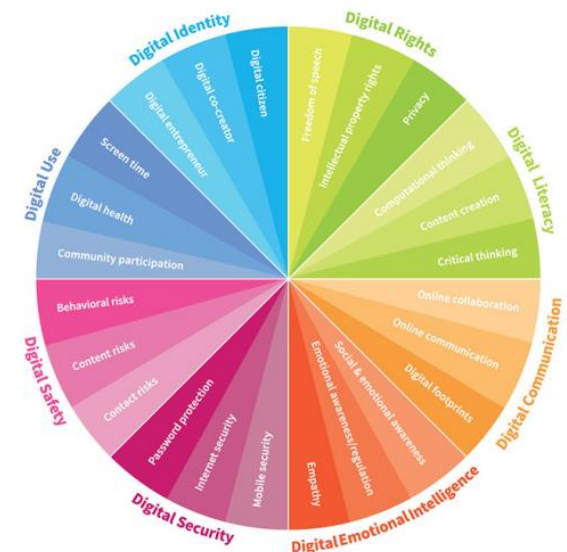 Digital Identity
Digital citizen
Digital co-creator
Digital entrepreneur
Digital Rights
Freedom of speech
Intellectual property rights
Privacy
Digital Literacy
Computational thinking
Content creation
Critical thinking
Digital Communication
Online collaboration
Online communication
Digital footprints
Digital Emotional Intelligence
Social & emotional awareness
Emotional awareness/regulation
Empathy
Digital Security
Mobile security
Internet security
Password protection
Digital Safety
Contact risks
Content risks
Behavioral risks
Digital Use
Community participation
Digital health
Screen time